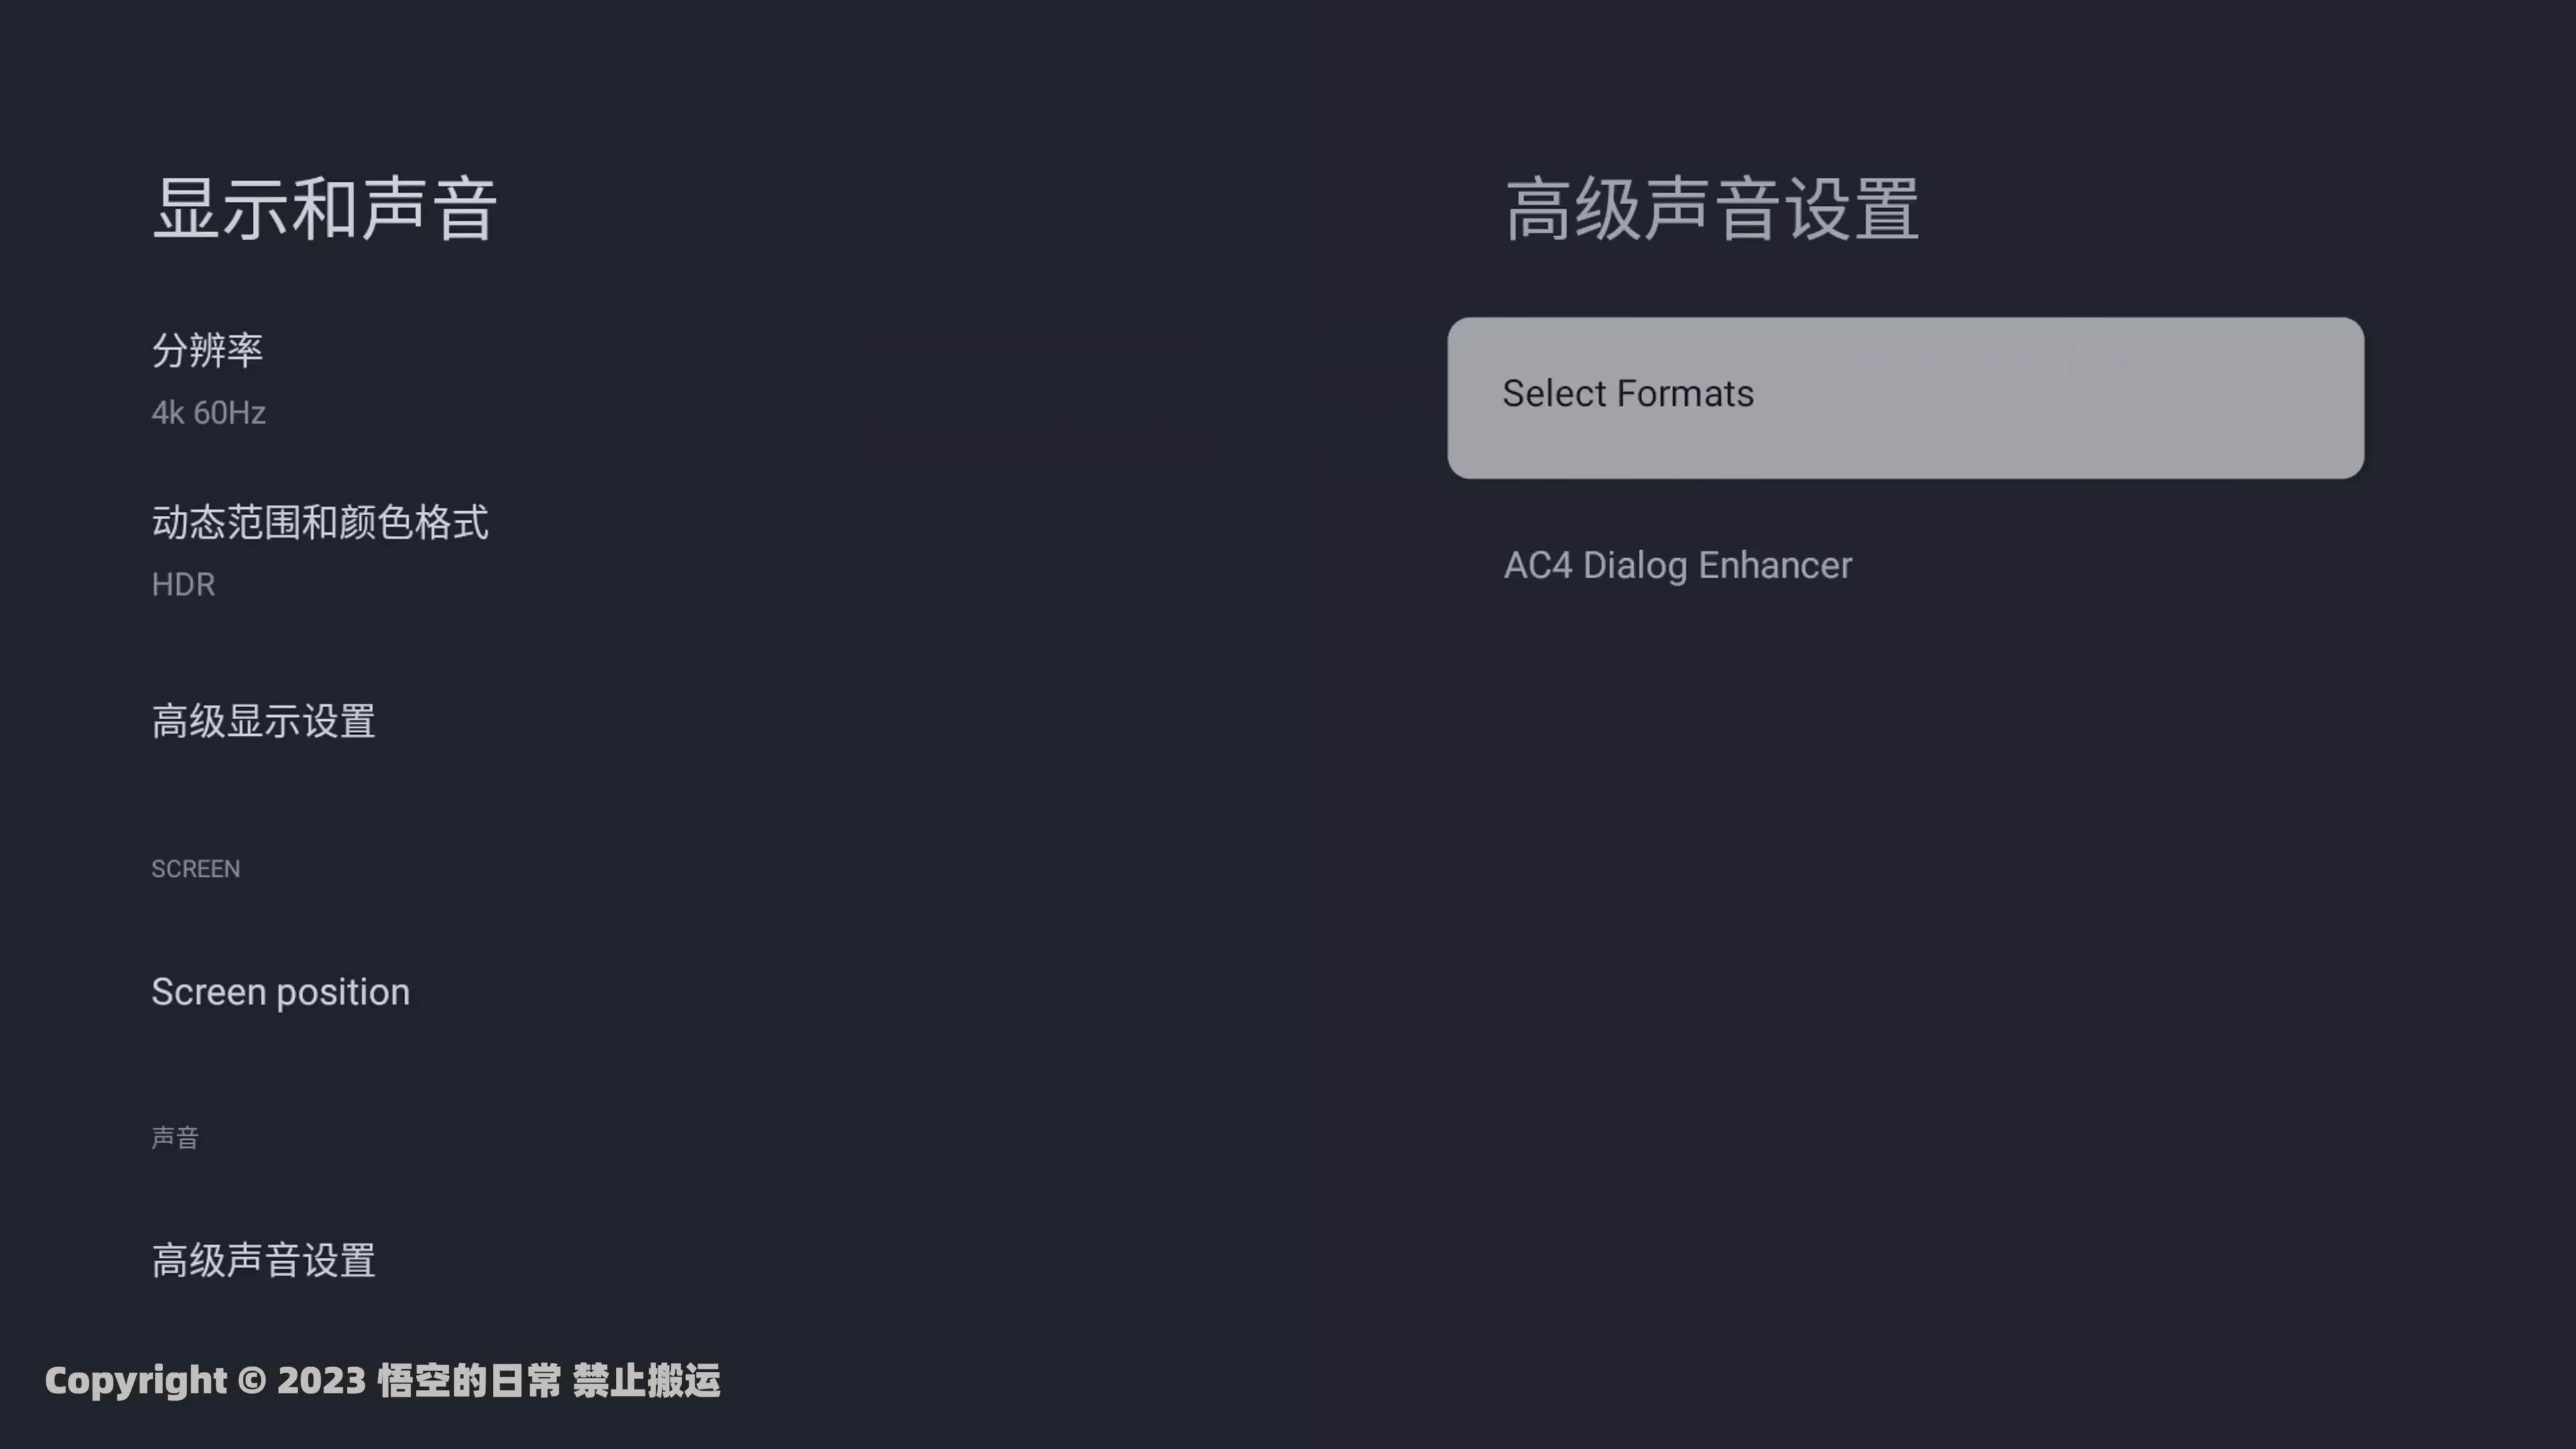 显示和声音
分辨率
4k 60Hz
动态范围和颜色格式
HDR
高级显示设置
SCREEN
Screen position
声音
高级声音设置
高级声音设置
Select Formats
AC4 Dialog Enhancer
Copyright © 2023 悟空的日常 禁止搬运